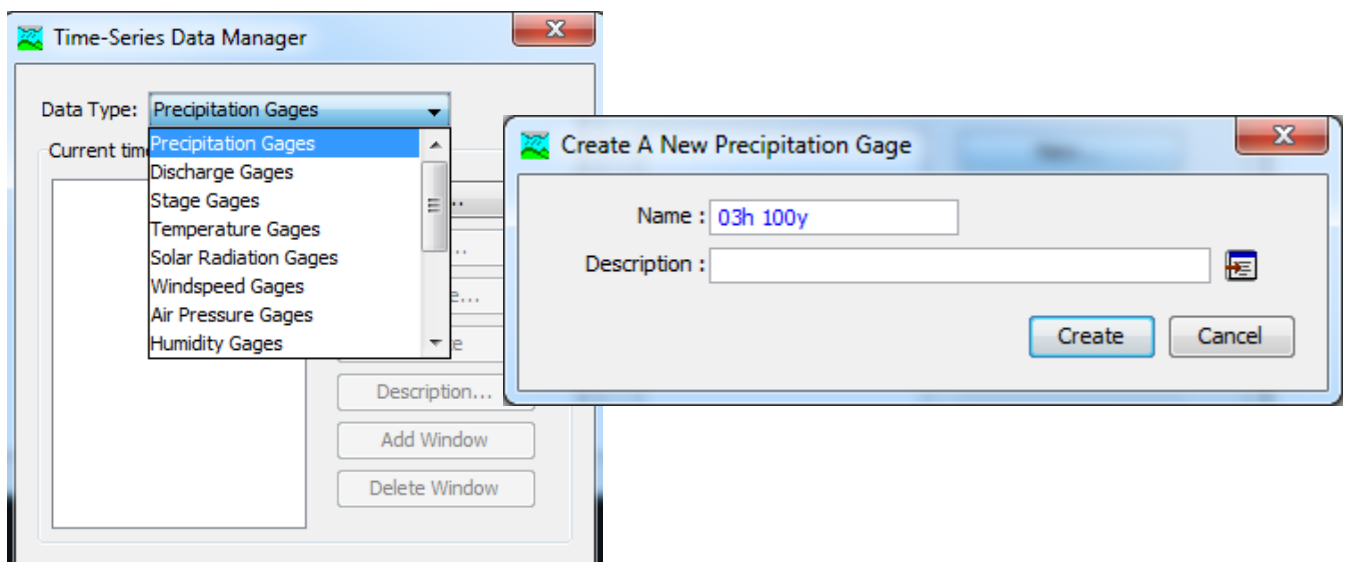 Time-Series Data Manager
Data Type: Precipitation Gages
Current tim
Precipitation Gages
Discharge Gages
Stage Gages
Temperature Gages
Solar Radiation Gages
Windspeed Gages
Air Pressure Gages
Humidity Gages
Description...
Add Window
Delete Window
Create A New Precipitation Gage
Name : 03h 100y
Description :
Create Cancel